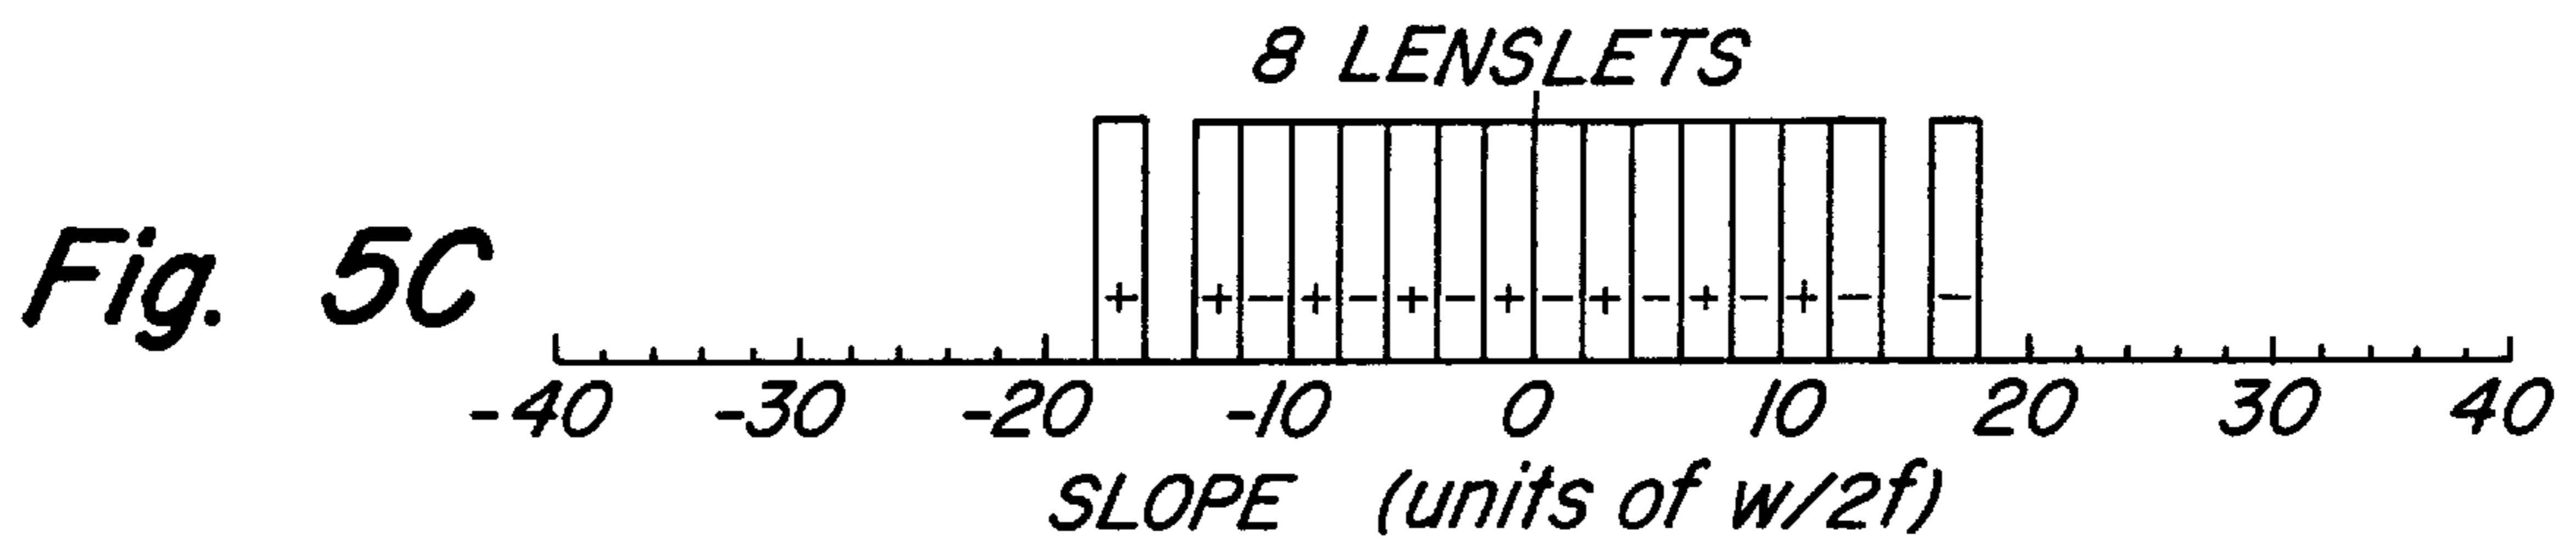 8 LENSLETS
+ + - + - + - + - + - + - + - -
Fig. 5C
-40 -30 -20 -10 0 10 20 30 40
SLOPE (units of w/2f)